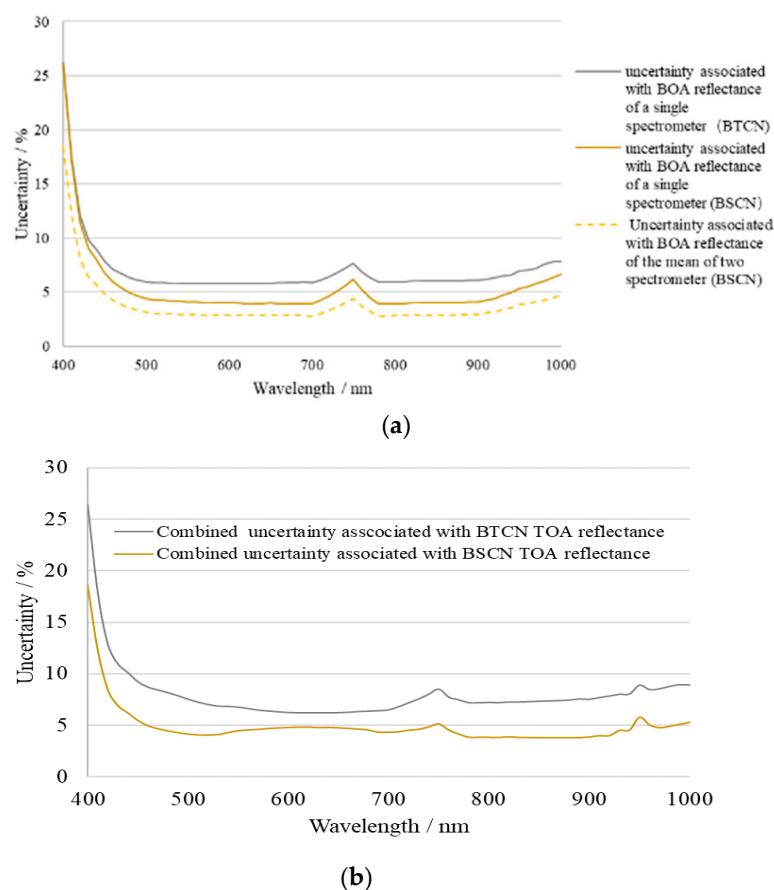 30
25
20
15
10
5
0
Uncertainty / %
400 500 600 700 800 900 1000
Wavelength / nm
uncertainty associated
with BOA reflectance
of a single
spectrometer (BTCN)
uncertainty associated
with BOA reflectance
of a single
spectrometer (BSCN)
Uncertainty associated
with BOA reflectance
of the mean of two
spectrometer (BSCN)
(a)
30
25
20
15
10
5
0
Uncertainty / %
Combined uncertainty asscociated with BTCN TOA reflectance
Combined uncertainty associated with BSCN TOA reflectance
400 500 600 700 800 900 1000
Wavelength / nm
(b)